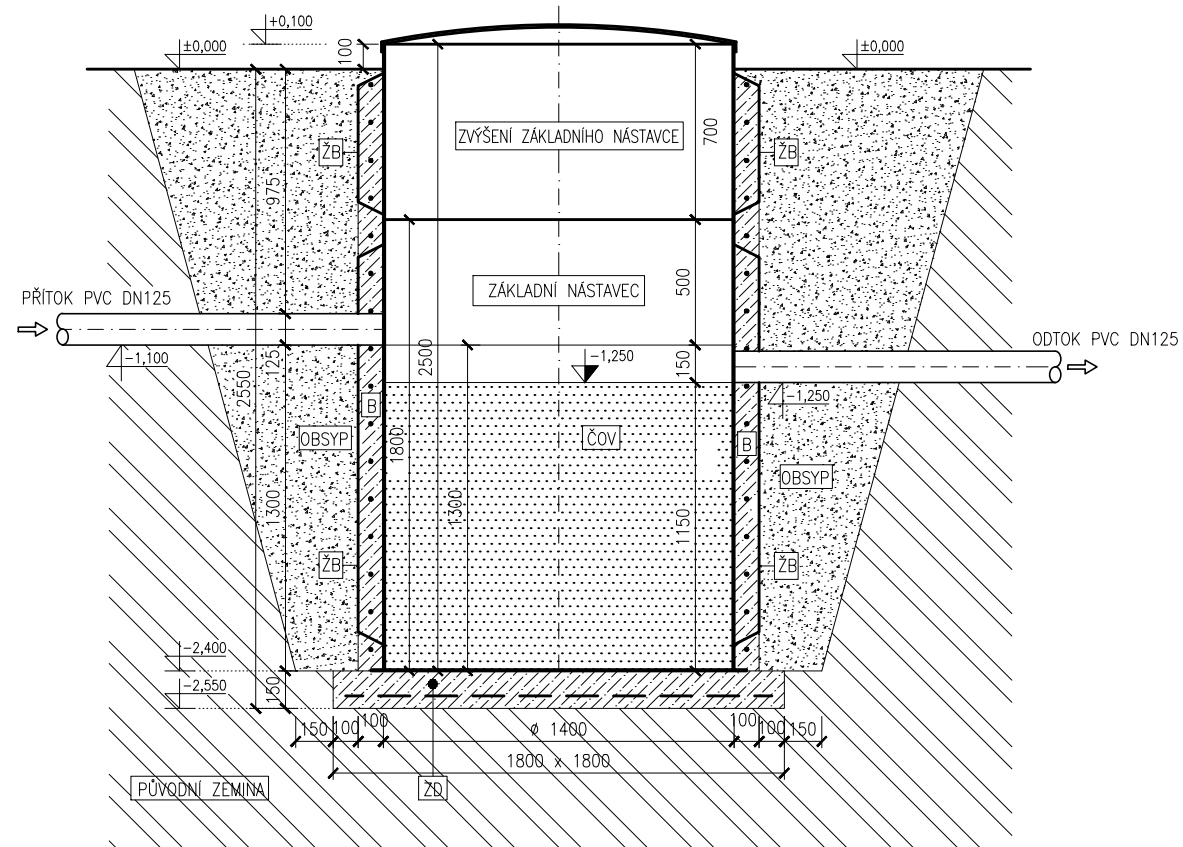 +0,100
±0,000
±0,000
100
ZVÝŠENÍ ZÁKLADNÍHO NÁSTAVCE
700
ŽB
ŽB
975
ZÁKLADNÍ NÁSTAVEC
500
PŘÍTOK PVC DN125
ODTOK PVC DN125
-1,100
125
2500
-1,250
150
2550
-1,250
B
1800
OBSYP
ČOV
B
OBSYP
1300
1300
1150
ŽB
ŽB
-2,400
-2,550
150
150
100
100
ø 1400
100
100
150
1800 x 1800
PŮVODNÍ ZEMINA
ŽD